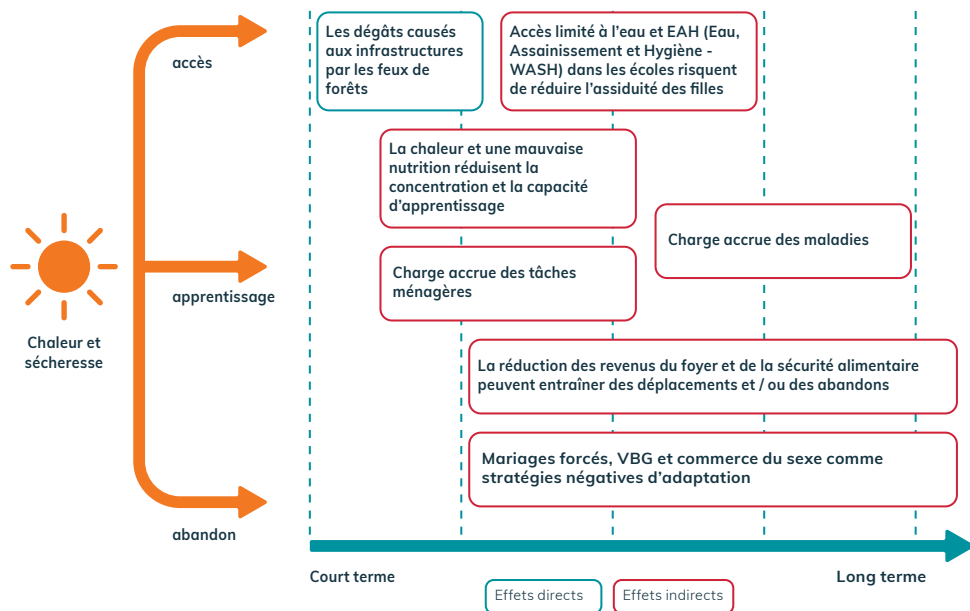 accès
Les dégâts causés
aux infrastructures
par les feux de
forêts
Accès limité à l’eau et EAH (Eau,
Assainissement et Hygiène -
WASH) dans les écoles risquent
de réduire l’assiduité des filles
La chaleur et une mauvaise
nutrition réduisent la
concentration et la capacité
d’apprentissage
Charge accrue des maladies
Charge accrue des tâches
ménagères
apprentissage
Chaleur et
sécheresse
La réduction des revenus du foyer et de la sécurité alimentaire
peuvent entraîner des déplacements et / ou des abandons
Mariages forcés, VBG et commerce du sexe comme
stratégies négatives d’adaptation
abandon
Court terme
Long terme
Effets directs
Effets indirects